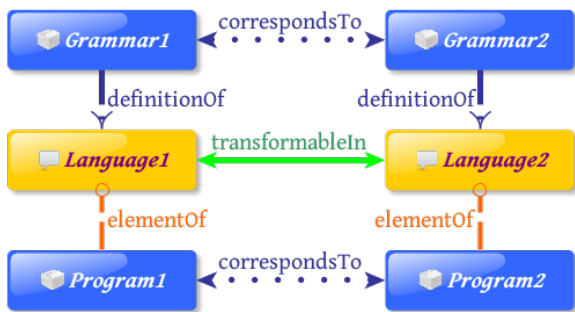 correspondsTo
Grammar1
Grammar2
definitionOf
definitionOf
transformableIn
Language1
Language2
elementOf
elementOf
correspondsTo
Program1
Program2